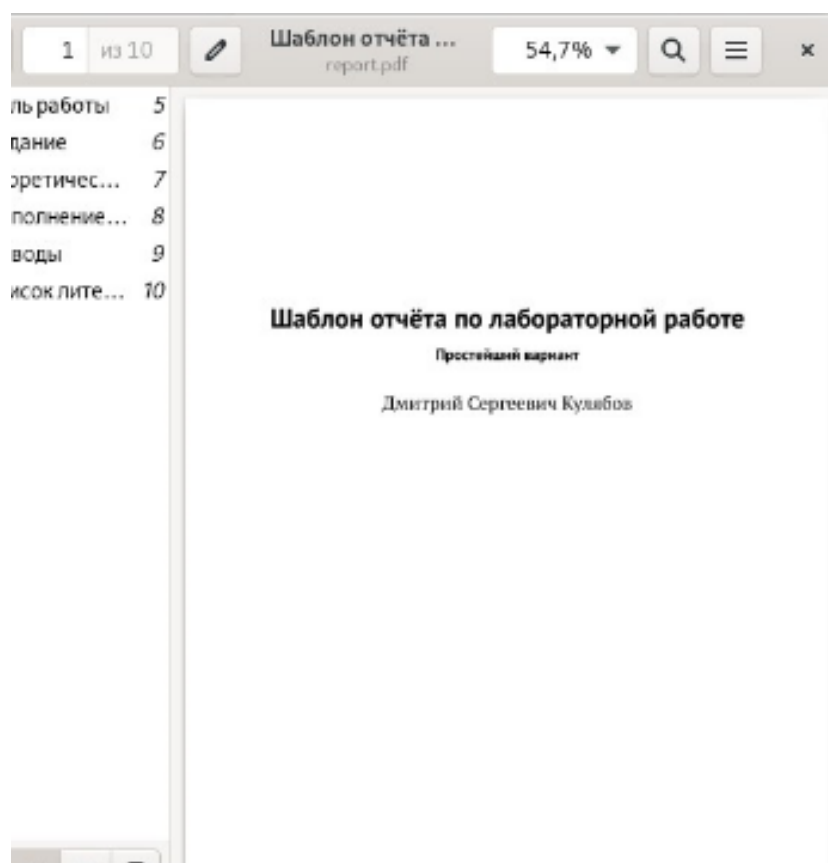 1 из 10
Шаблон отчёта ...
report.pdf
54,7%
ль работы 5
дание 6
оретичес... 7
полнение... 8
воды 9
исок лите... 10
Шаблон отчёта по лабораторной работе
Простейший вариант
Дмитрий Сергеевич Кулябов